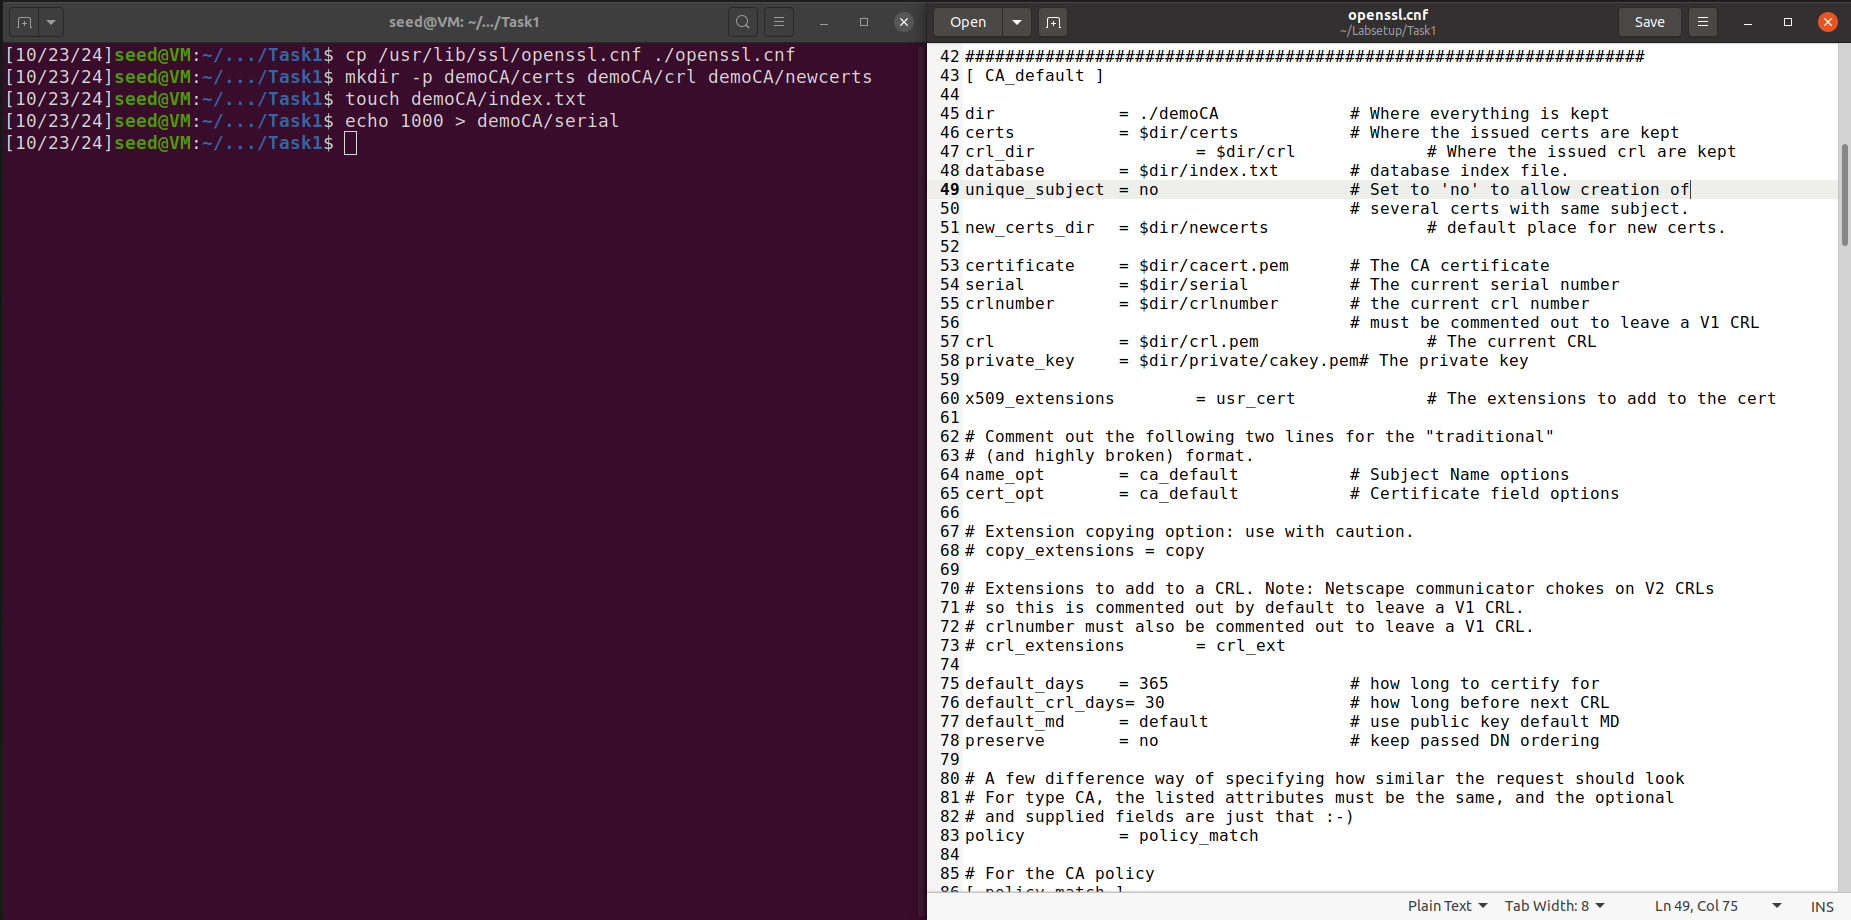 seed@VM: ~/.../Task1
[10/23/24]seed@VM:~/.../Task1$ cp /usr/lib/ssl/openssl.cnf ./openssl.cnf
[10/23/24]seed@VM:~/.../Task1$ mkdir -p demoCA/certs demoCA/crl demoCA/newcerts
[10/23/24]seed@VM:~/.../Task1$ touch demoCA/index.txt
[10/23/24]seed@VM:~/.../Task1$ echo 1000 > demoCA/serial
[10/23/24]seed@VM:~/.../Task1$
Open
openssl.cnf
~/Labsetup/Task1
Save
42 ####################################################################
43 [ CA_default ]
44
45 dir = ./demoCA # Where everything is kept
46 certs = $dir/certs # Where the issued certs are kept
47 crl_dir = $dir/crl # Where the issued crl are kept
48 database = $dir/index.txt # database index file.
49 unique_subject = no # Set to 'no' to allow creation of
50 # several certs with same subject.
51 new_certs_dir = $dir/newcerts # default place for new certs.
52
53 certificate = $dir/cacert.pem # The CA certificate
54 serial = $dir/serial # The current serial number
55 crlnumber = $dir/crlnumber # the current crl number
56 # must be commented out to leave a V1 CRL
57 crl = $dir/crl.pem # The current CRL
58 private_key = $dir/private/cakey.pem# The private key
59
60 x509_extensions = usr_cert # The extensions to add to the cert
61
62 # Comment out the following two lines for the "traditional"
63 # (and highly broken) format.
64 name_opt = ca_default # Subject Name options
65 cert_opt = ca_default # Certificate field options
66
67 # Extension copying option: use with caution.
68 # copy_extensions = copy
69
70 # Extensions to add to a CRL. Note: Netscape communicator chokes on V2 CRLs
71 # so this is commented out by default to leave a V1 CRL.
72 # crlnumber must also be commented out to leave a V1 CRL.
73 # crl_extensions = crl_ext
74
75 default_days = 365 # how long to certify for
76 default_crl_days= 30 # how long before next CRL
77 default_md = default # use public key default MD
78 preserve = no # keep passed DN ordering
79
80 # A few difference way of specifying how similar the request should look
81 # For type CA, the listed attributes must be the same, and the optional
82 # and supplied fields are just that :-)
83 policy = policy_match
84
85 # For the CA policy
86 [ policy_match ]
Plain Text Tab Width: 8 Ln 49, Col 75 INS